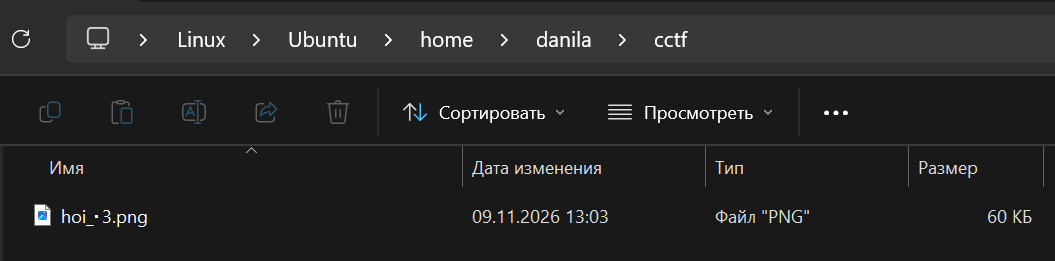 Linux > Ubuntu > home > danila > cctf
Сортировать Просмотреть
Имя Дата изменения Тип Размер
hoi_·3.png 09.11.2026 13:03 Файл "PNG" 60 КБ